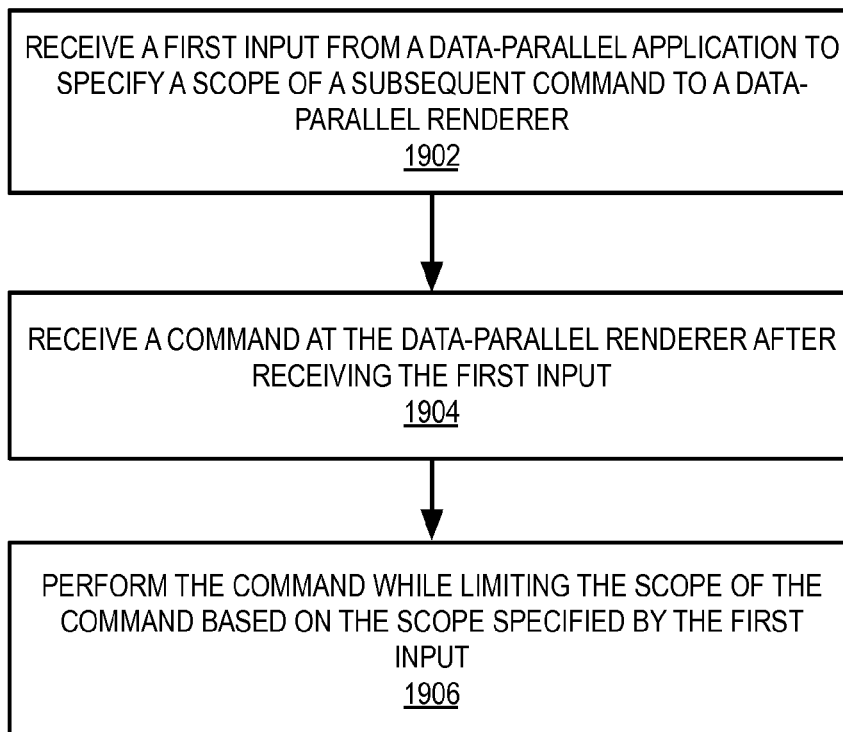 RECEIVE A FIRST INPUT FROM A DATA-PARALLEL APPLICATION TO
SPECIFY A SCOPE OF A SUBSEQUENT COMMAND TO A DATA-
PARALLEL RENDERER
1902
RECEIVE A COMMAND AT THE DATA-PARALLEL RENDERER AFTER
RECEIVING THE FIRST INPUT
1904
PERFORM THE COMMAND WHILE LIMITING THE SCOPE OF THE
COMMAND BASED ON THE SCOPE SPECIFIED BY THE FIRST
INPUT
1906